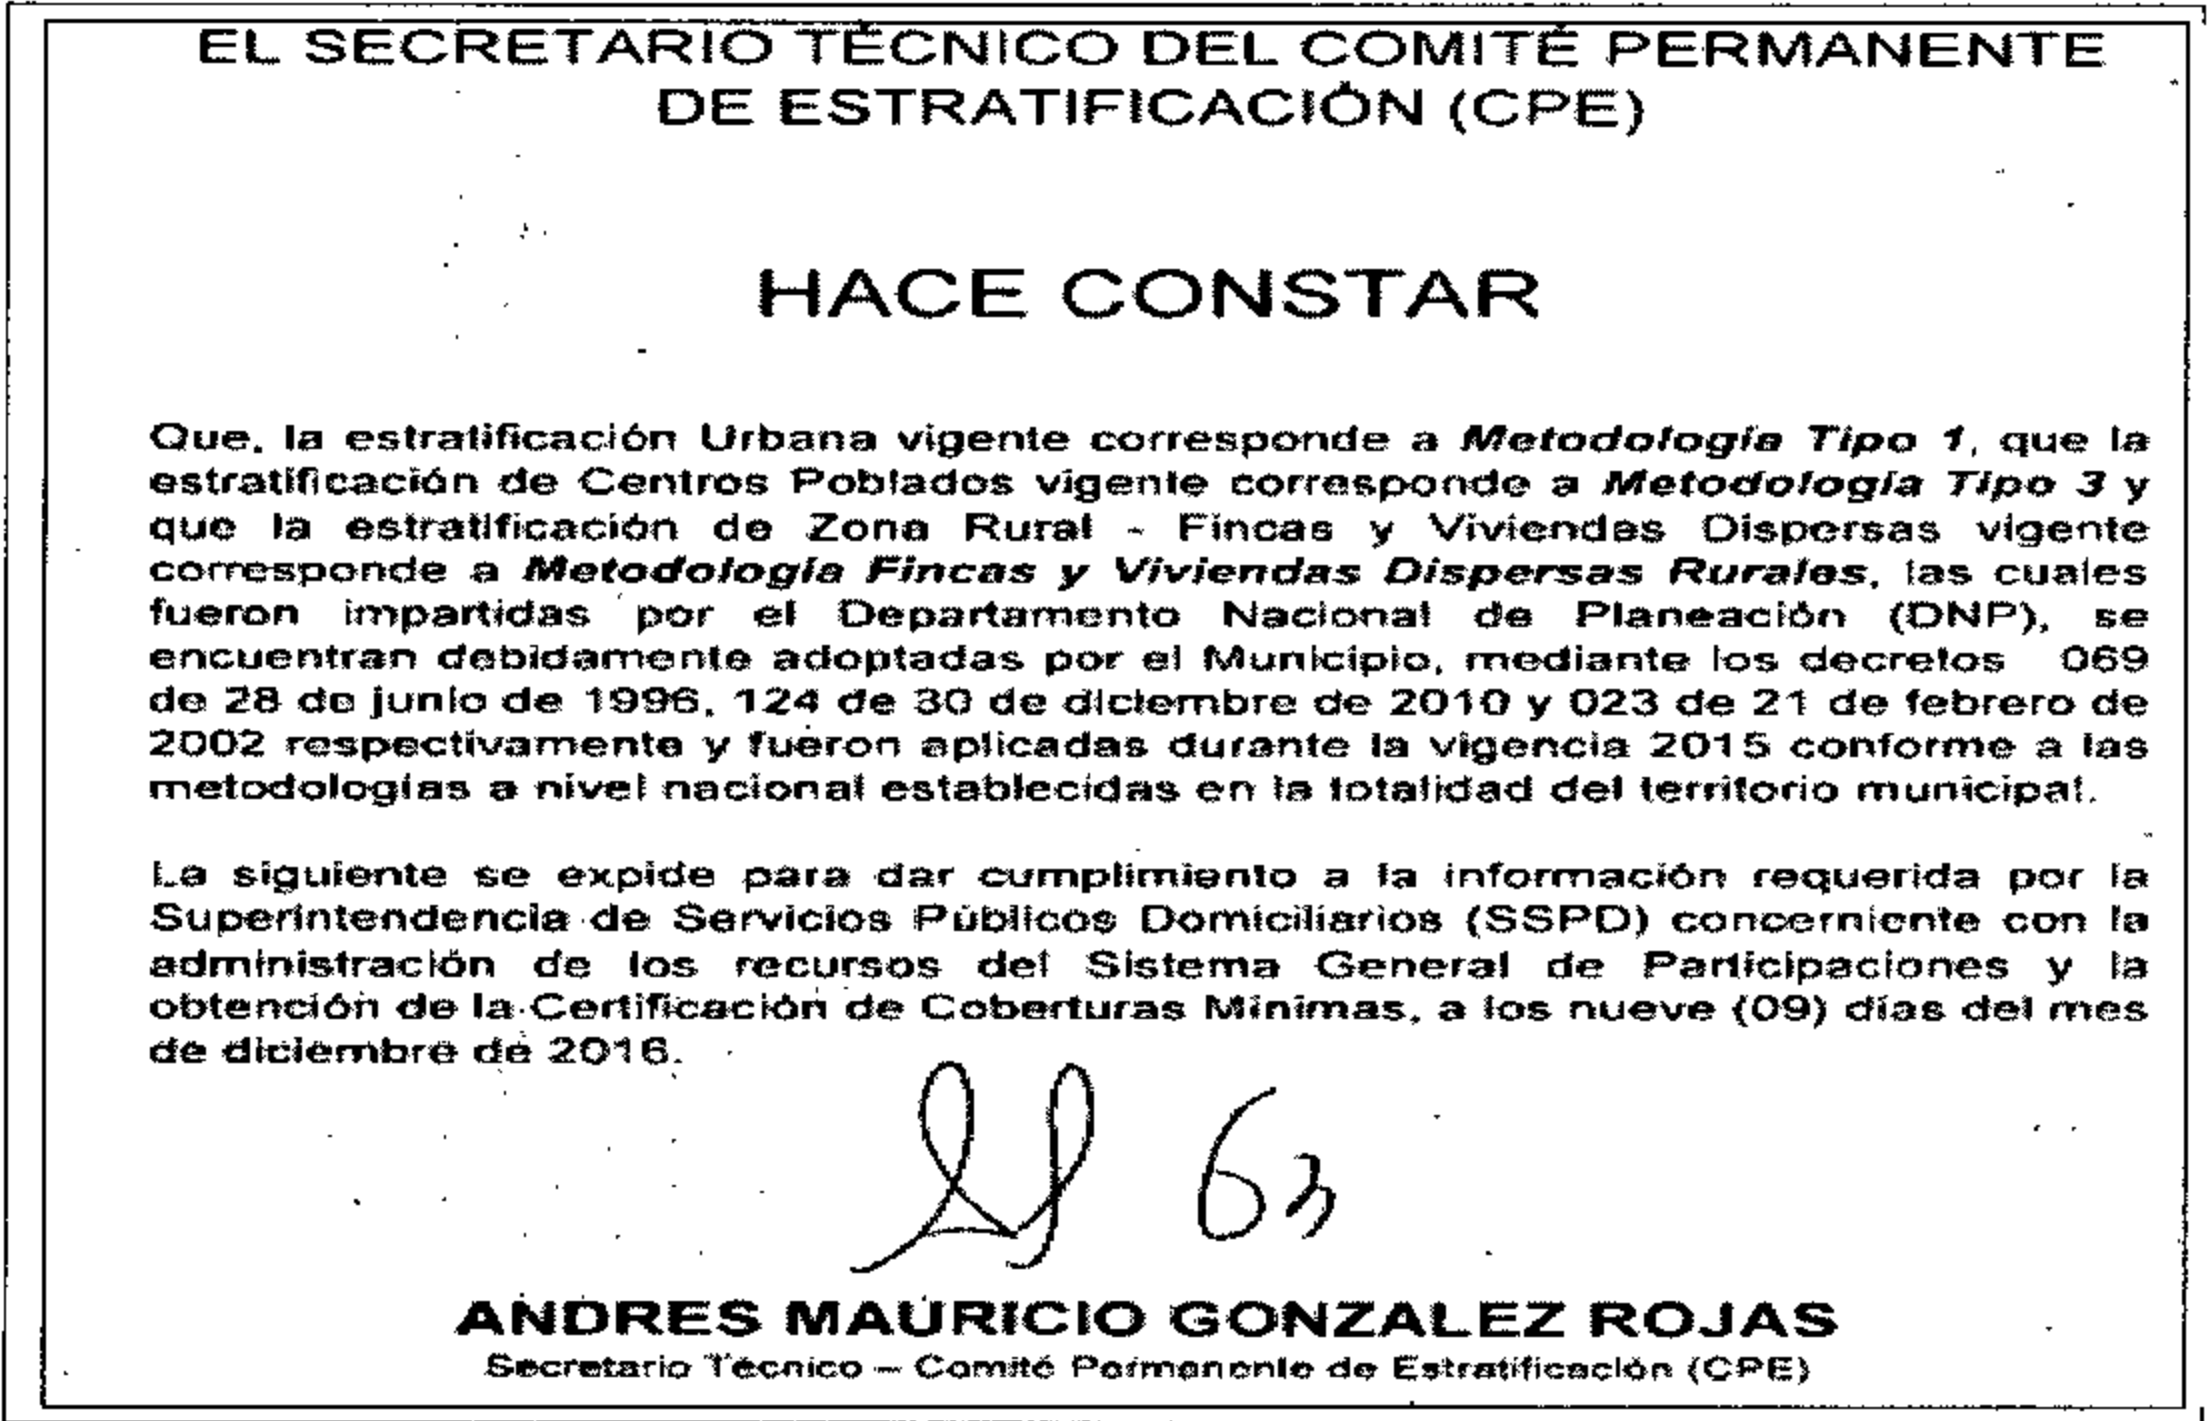 EL SECRETARIO TÉCNICO DEL COMITÉ PERMANENTE
DE ESTRATIFICACIÓN (CPE)
HACE CONSTAR
Que, la estratificación Urbana vigente corresponde a Metodología Tipo 1, que la
estratificación de Centros Poblados vigente corresponde a Metodología Tipo 3 y
que la estratificación de Zona Rural - Fincas y Viviendas Dispersas vigente
corresponde a Metodología Fincas y Viviendas Dispersas Rurales, las cuales
fueron impartidas por el Departamento Nacional de Planeación (DNP), se
encuentran debidamente adoptadas por el Municipio, mediante los decretos 069
de 28 de junio de 1996, 124 de 30 de diciembre de 2010 y 023 de 21 de febrero de
2002 respectivamente y fueron aplicadas durante la vigencia 2015 conforme a las
metodologías a nivel nacional establecidas en la totalidad del territorio municipal.
La siguiente se expide para dar cumplimiento a la información requerida por la
Superintendencia de Servicios Públicos Domiciliarios (SSPD) concerniente con la
administración de los recursos del Sistema General de Participaciones y la
obtención de la Certificación de Coberturas Mínimas, a los nueve (09) días del mes
de diciembre de 2016.
ANDRES MAURICIO GONZALEZ ROJAS
Secretario Técnico – Comité Permanente de Estratificación (CPE)